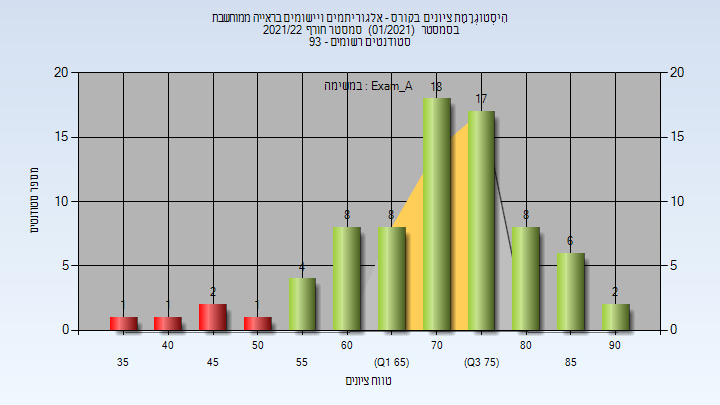 הִיסְטוֹגְרַמַּת ציונים בקורס - אלגוריתמים ויישומים בראייה ממוחשבת
בסמסטר (01/2021) סמסטר חורף 2021/22
סטודנטים רשומים - 93
במשימה : Exam_A
20 20
15 15
10 10
5 5
0 0
מספר סטודנטים
1 1 2 1 4 8 8 18 17 8 6 2
40 50 60 70 80 90
35 45 55 (Q1 65) (Q3 75) 85
טווח ציונים